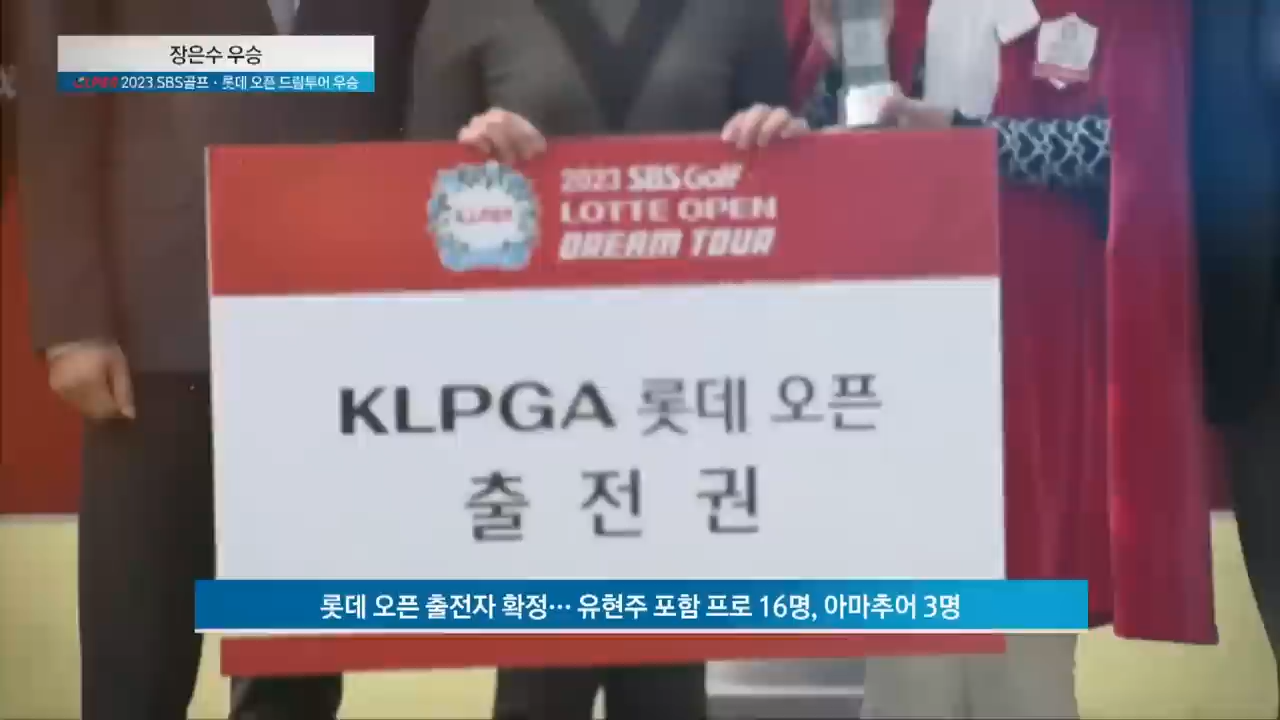 장은수 우승
KLPGA 2023 SBS골프 · 롯데 오픈 드림투어 우승
KLPGA
2023 SBS Golf
LOTTE OPEN
DREAM TOUR
KLPGA 롯데 오픈
출 전 권
롯데 오픈 출전자 확정… 유현주 포함 프로 16명, 아마추어 3명